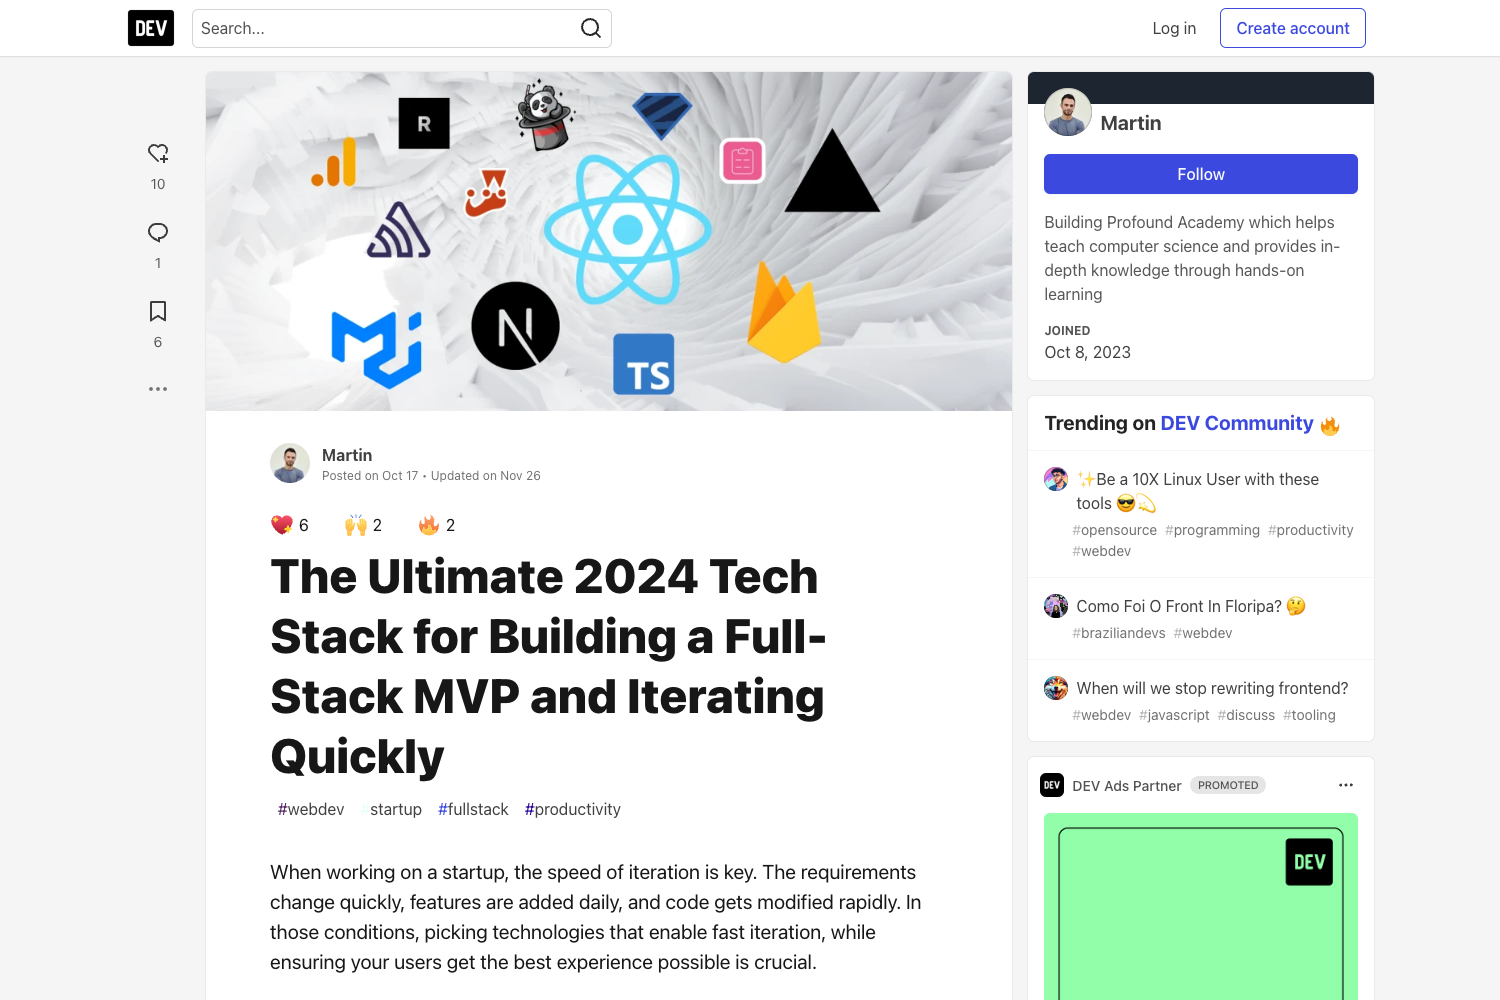 DEV
Search...
Log in
Create account
10
1
6
R
N
TS
Martin
Posted on Oct 17 • Updated on Nov 26
6
2
2
The Ultimate 2024 Tech
Stack for Building a Full-
Stack MVP and Iterating
Quickly
#webdev #startup #fullstack #productivity
When working on a startup, the speed of iteration is key. The requirements
change quickly, features are added daily, and code gets modified rapidly. In
those conditions, picking technologies that enable fast iteration, while
ensuring your users get the best experience possible is crucial.
Martin
Follow
Building Profound Academy which helps
teach computer science and provides in-
depth knowledge through hands-on
learning
JOINED
Oct 8, 2023
Trending on DEV Community 🔥
✨Be a 10X Linux User with these
tools 😎💫
#opensource #programming #productivity
#webdev
Como Foi O Front In Floripa? 🤔
#braziliandevs #webdev
When will we stop rewriting frontend?
#webdev #javascript #discuss #tooling
DEV
DEV Ads Partner
PROMOTED
DEV